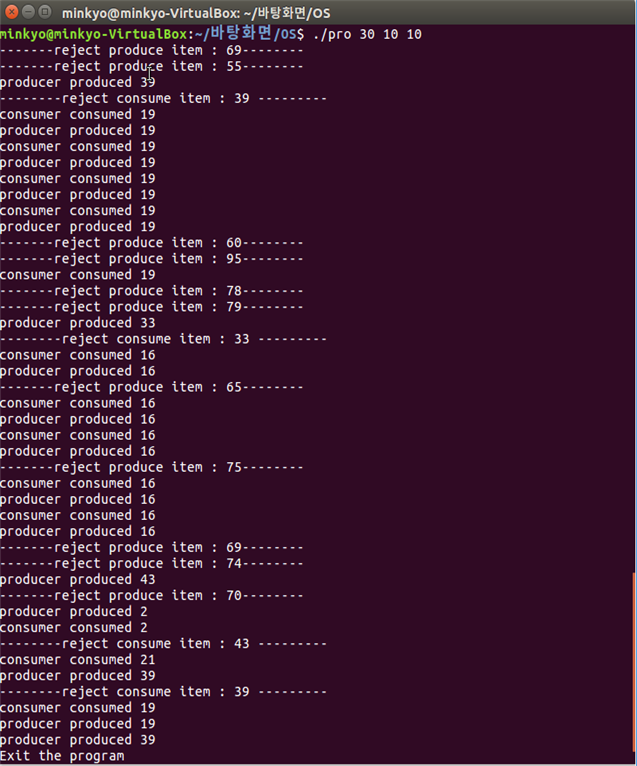 minkyo@minkyo-VirtualBox: ~/바탕화면/OS
minkyo@minkyo-VirtualBox:~/바탕화면/OS$ ./pro 30 10 10
-------reject produce item : 69--------
-------reject produce item : 55--------
producer produced 39
--------reject consume item : 39 ---------
consumer consumed 19
producer produced 19
consumer consumed 19
producer produced 19
consumer consumed 19
producer produced 19
consumer consumed 19
producer produced 19
-------reject produce item : 60--------
-------reject produce item : 95--------
consumer consumed 19
-------reject produce item : 78--------
-------reject produce item : 79--------
producer produced 33
--------reject consume item : 33 ---------
consumer consumed 16
producer produced 16
-------reject produce item : 65--------
consumer consumed 16
producer produced 16
consumer consumed 16
producer produced 16
-------reject produce item : 75--------
consumer consumed 16
producer produced 16
consumer consumed 16
producer produced 16
-------reject produce item : 69--------
-------reject produce item : 74--------
producer produced 43
-------reject produce item : 70--------
producer produced 2
consumer consumed 2
--------reject consume item : 43 ---------
consumer consumed 21
producer produced 39
--------reject consume item : 39 ---------
consumer consumed 19
producer produced 19
producer produced 39
Exit the program